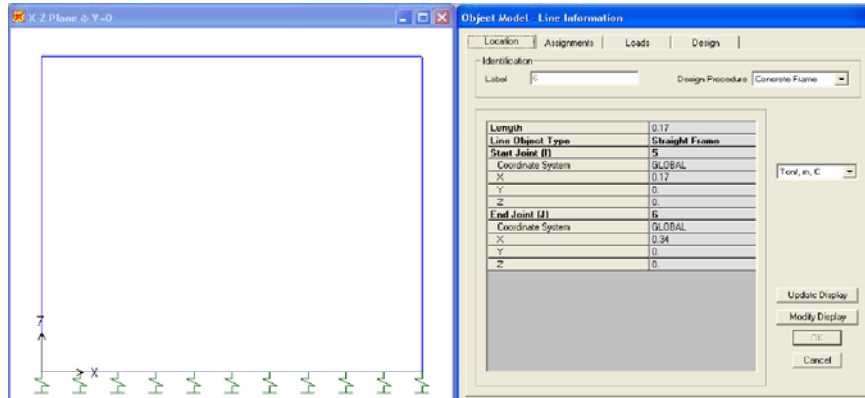 X-Z Plane @ Y=0
Z
X
Object Model - Line Information
Location
Assignments
Loads
Design
Identification
Label
6
Design Procedure
Concrete Frame
Length 0.17
Line Object Type Straight Frame
Start Joint (I) 5
Coordinate System GLOBAL
X 0.17
Y 0.
Z 0.
End Joint (J) 6
Coordinate System GLOBAL
X 0.34
Y 0.
Z 0.
Tonf, m, C
Update Display
Modify Display
OK
Cancel